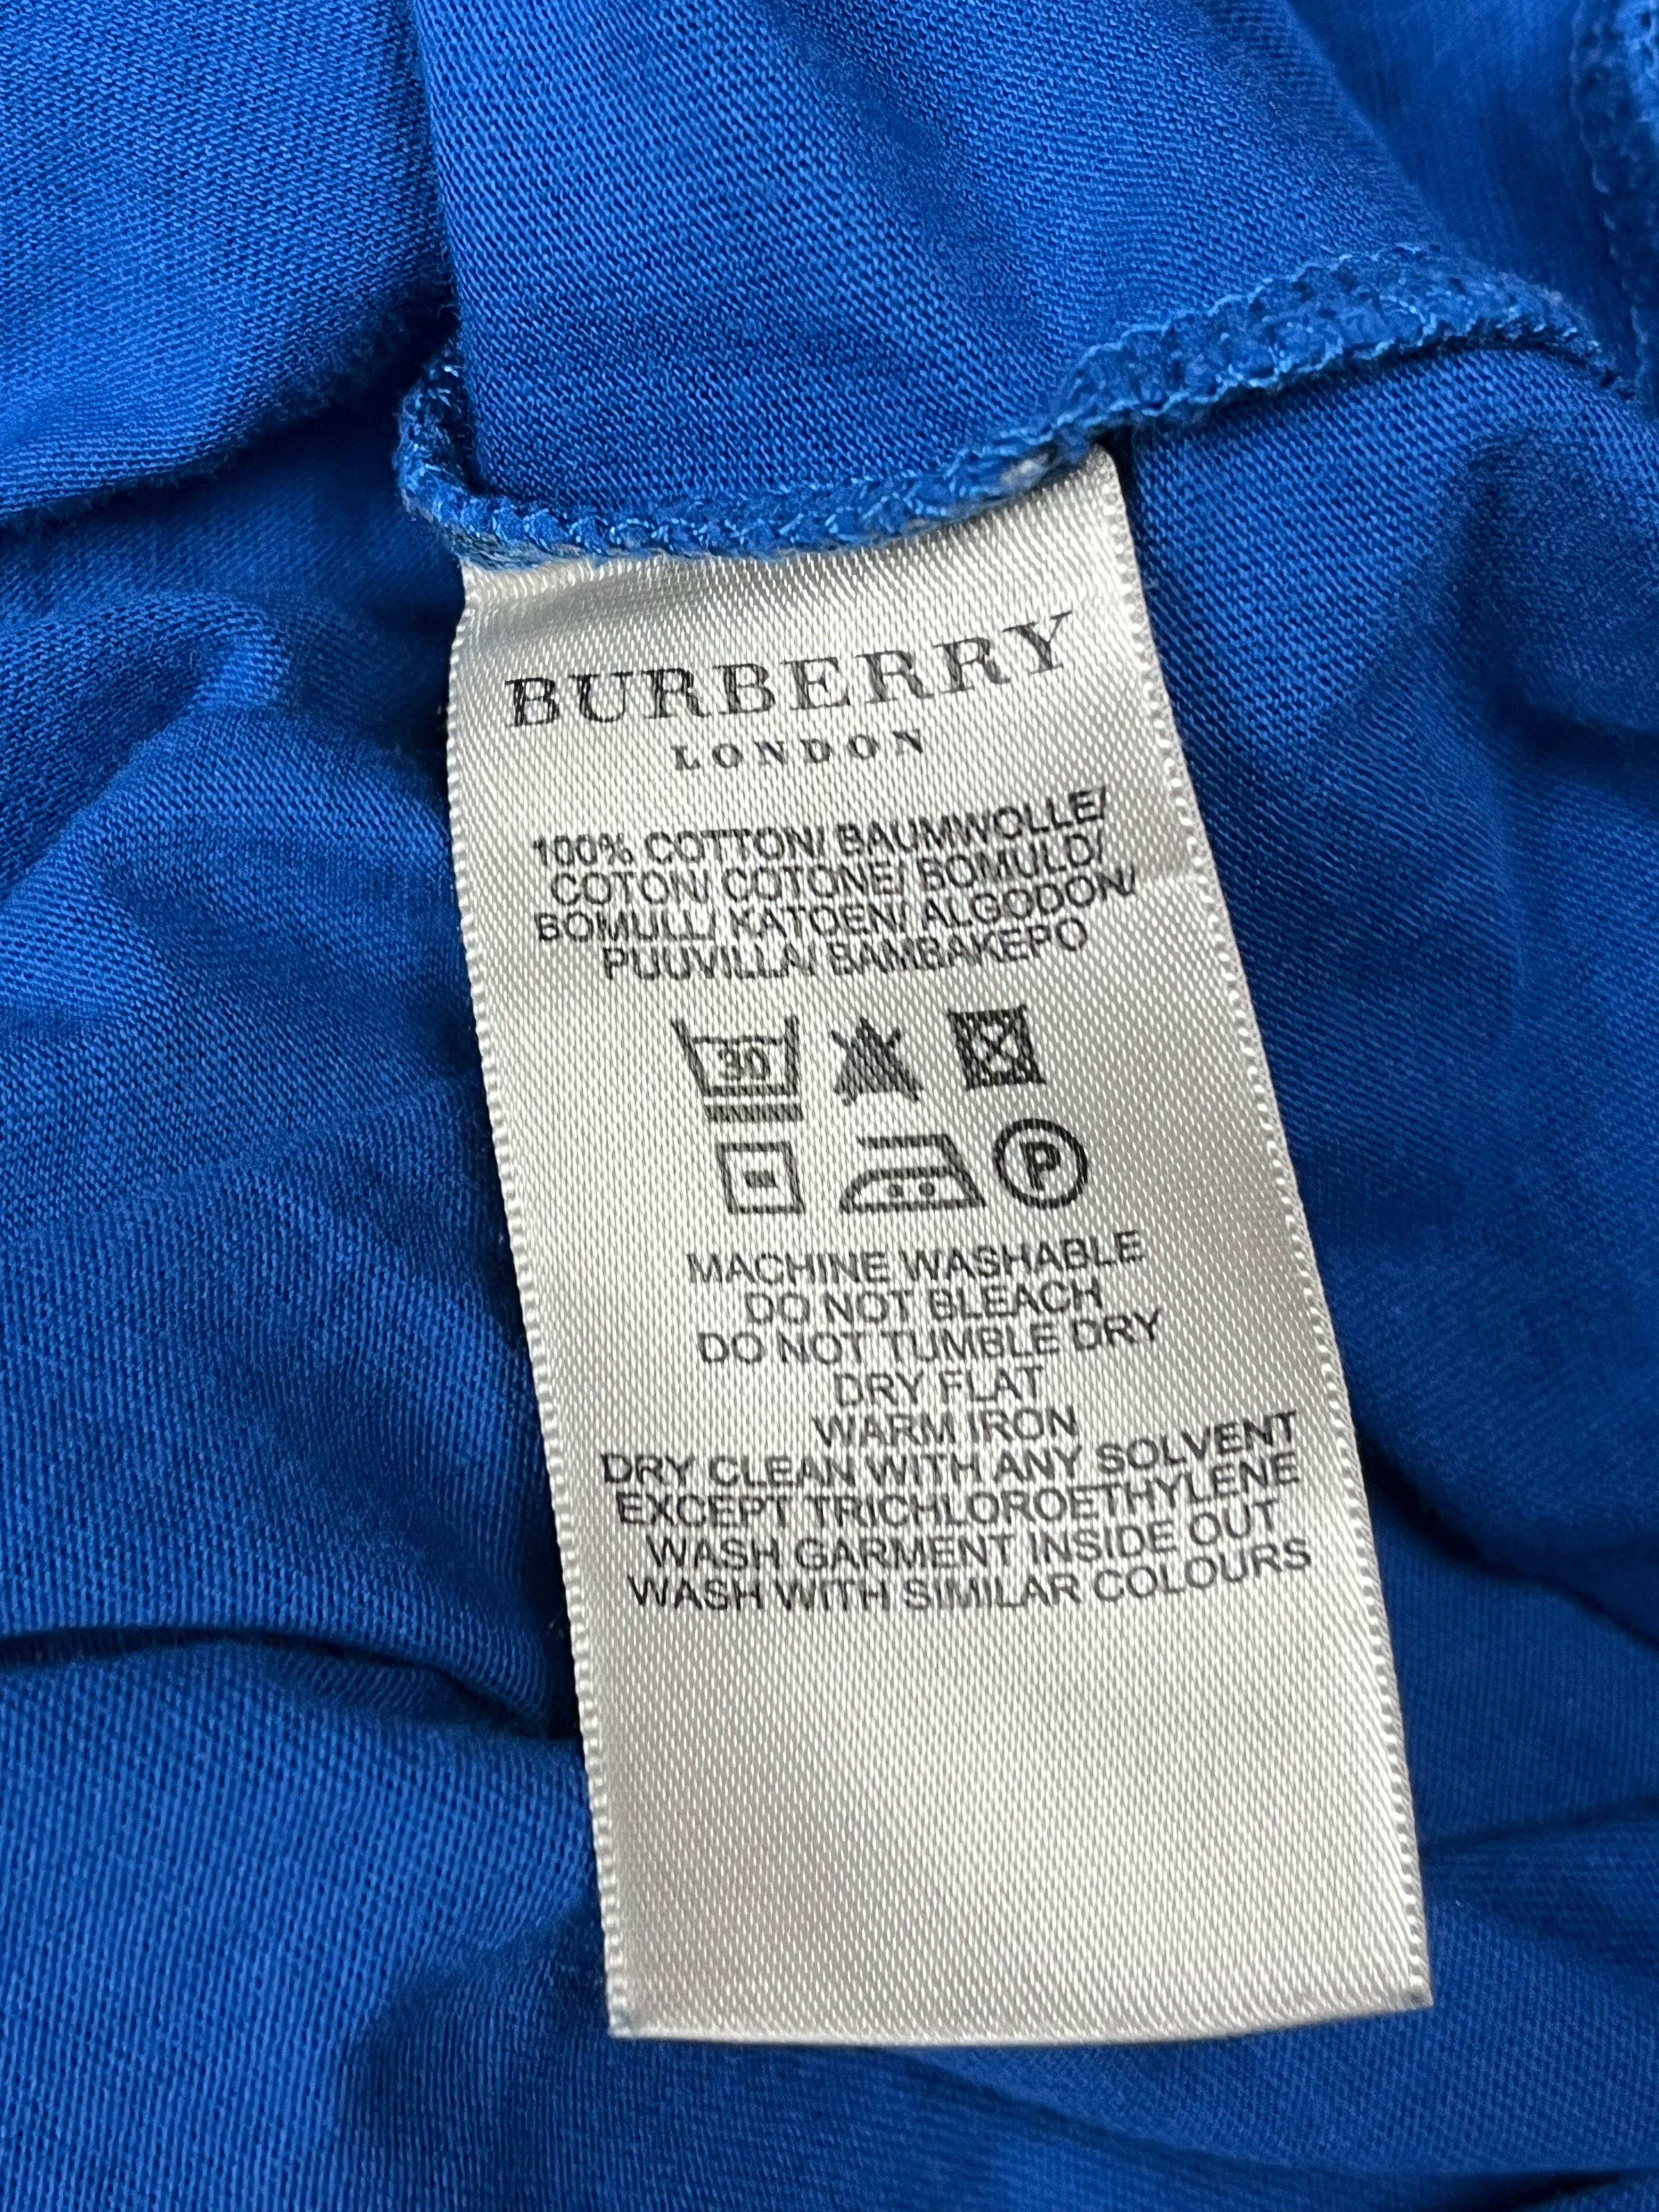 BURBERRY
LONDON
100% COTTON/ BAUMWOLLE/
COTON/ COTONE/ BOMULD/
BOMULL/ KATOEN/ ALGODON/
PUUVILLA/ BAMBAKEPO
30
P
MACHINE WASHABLE
DO NOT BLEACH
DO NOT TUMBLE DRY
DRY FLAT
WARM IRON
DRY CLEAN WITH ANY SOLVENT
EXCEPT TRICHLOROETHYLENE
WASH GARMENT INSIDE OUT
WASH WITH SIMILAR COLOURS